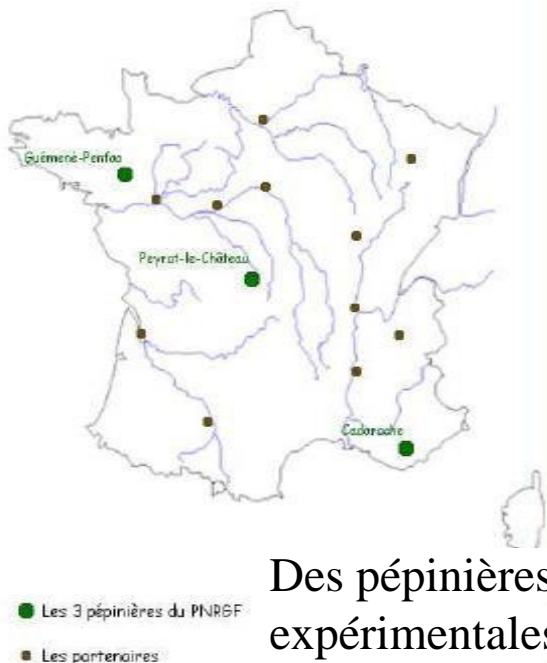 Guémené-Penfao
Peyrat-le-Château
Cadarache
Des pépinières
Les 3 pépinières du PNRGF
expérimentales
Les partenaires